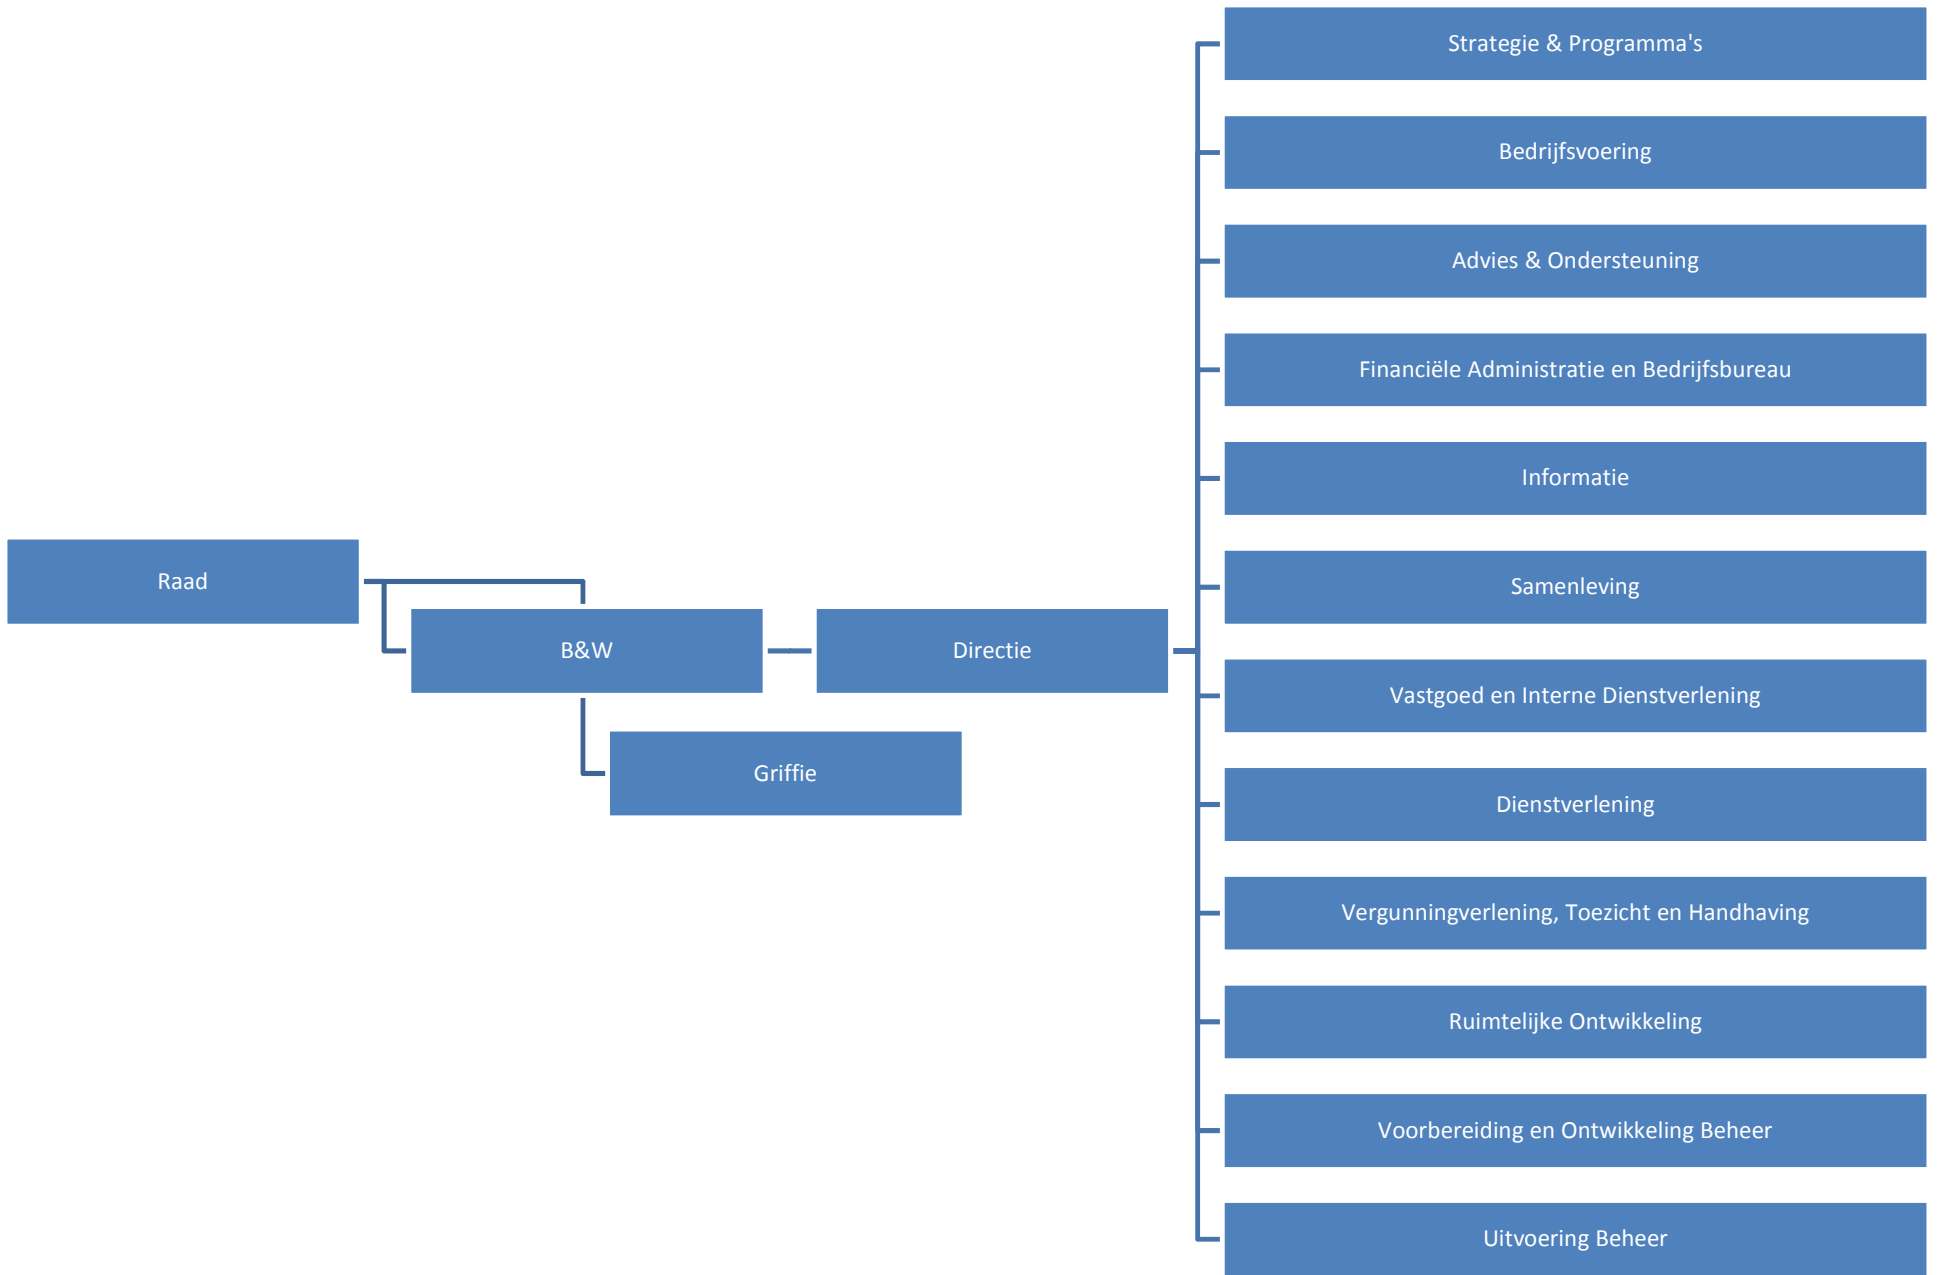 Raad
B&W
Griffie
Directie
Strategie & Programma's
Bedrijfsvoering
Advies & Ondersteuning
Financiële Administratie en Bedrijfsbureau
Informatie
Samenleving
Vastgoed en Interne Dienstverlening
Dienstverlening
Vergunningverlening, Toezicht en Handhaving
Ruimtelijke Ontwikkeling
Voorbereiding en Ontwikkeling Beheer
Uitvoering Beheer